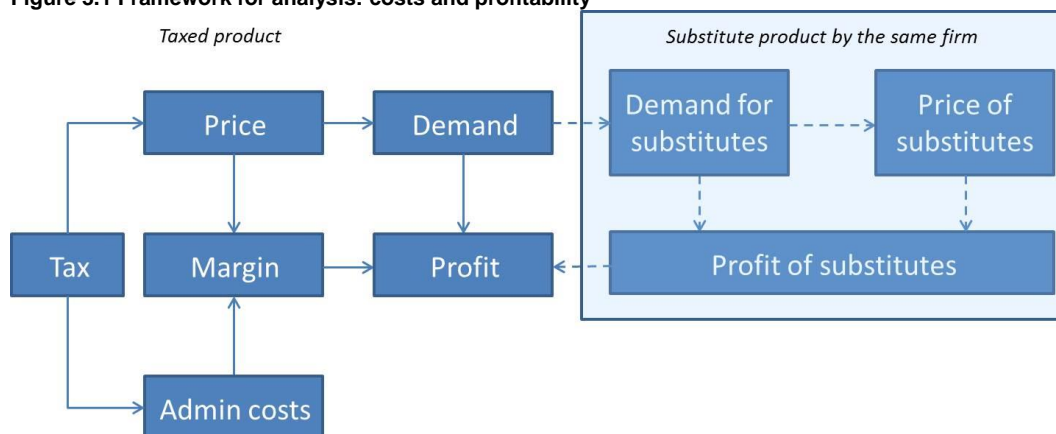 Figure 3.1 Framework for analysis: costs and profitability
Taxed product
Substitute product by the same firm
Price
Demand
Demand for
substitutes
Price of
substitutes
Tax
Margin
Profit
Profit of substitutes
Admin costs